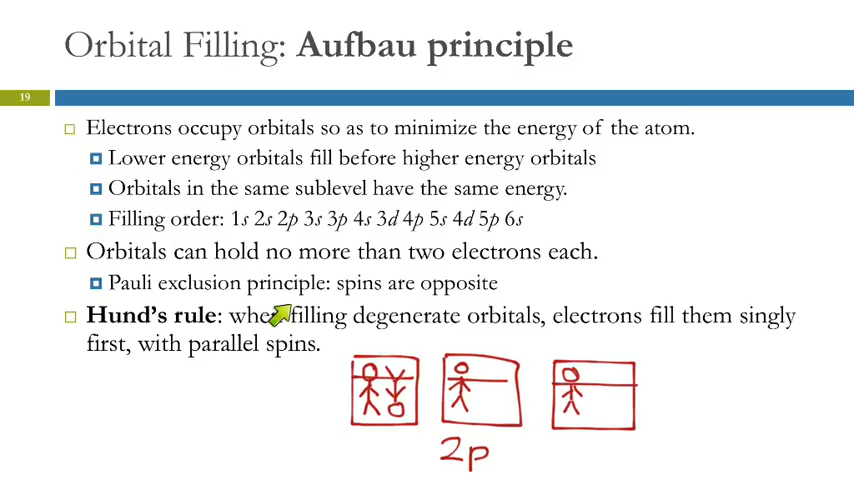 Orbital Filling: Aufbau principle
19
Electrons occupy orbitals so as to minimize the energy of the atom.
Lower energy orbitals fill before higher energy orbitals
Orbitals in the same sublevel have the same energy.
Filling order: 1s 2s 2p 3s 3p 4s 3d 4p 5s 4d 5p 6s
Orbitals can hold no more than two electrons each.
Pauli exclusion principle: spins are opposite
Hund's rule: when filling degenerate orbitals, electrons fill them singly
first, with parallel spins.
2p